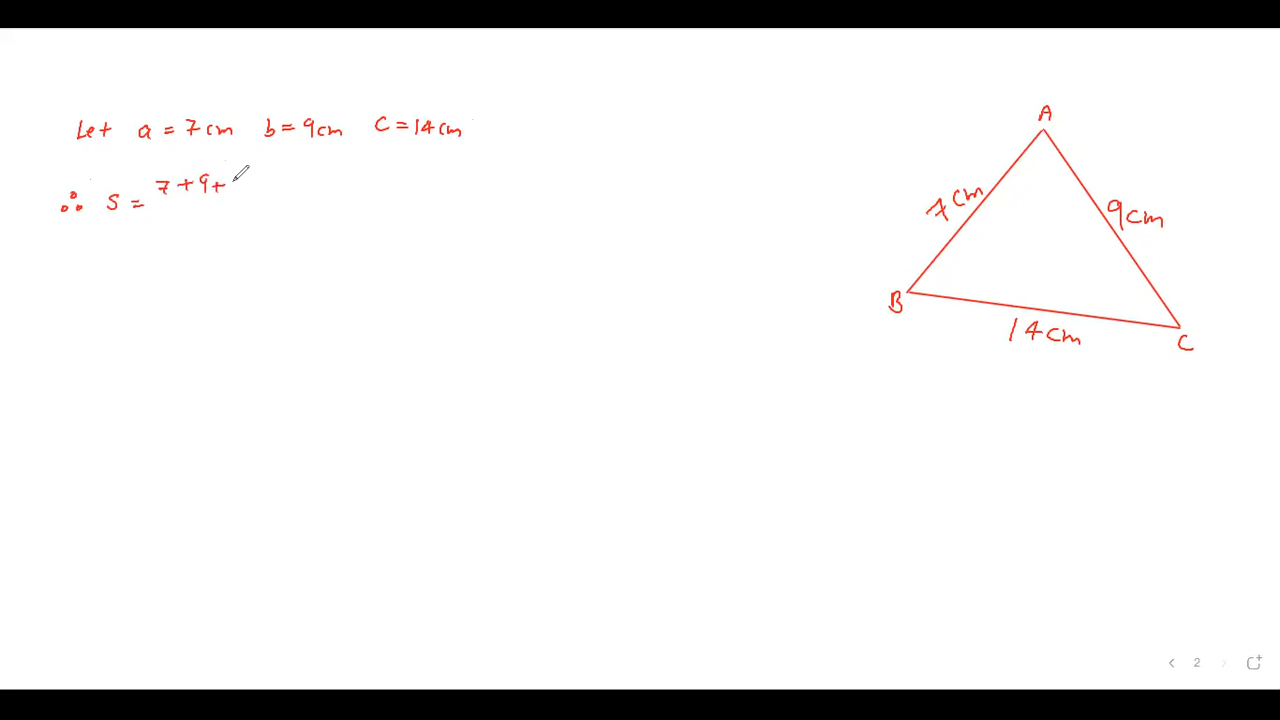 Let a = 7 cm b = 9 cm C = 14 cm
∴ S = 7 + 9 +
A
7 cm
9 cm
B
14 cm
C
2